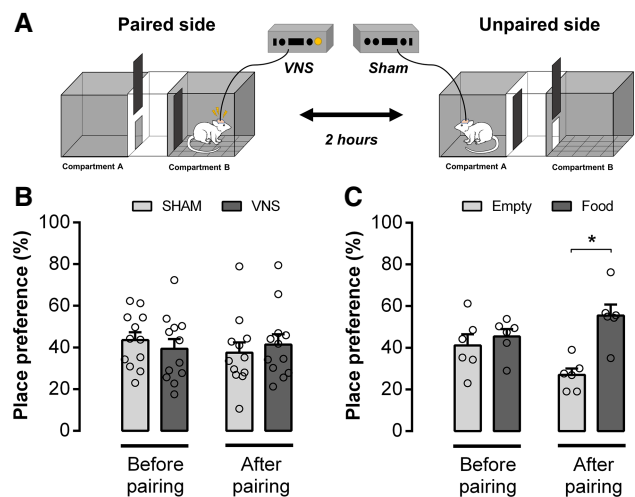 A
Paired side
Unpaired side
VNS
Sham
2 hours
Compartment A
Compartment B
Compartment A
Compartment B
B
SHAM
VNS
Place preference (%)
100
80
60
40
20
0
Before pairing
After pairing
C
Empty
Food
Place preference (%)
100
80
60
40
20
0
*
Before pairing
After pairing